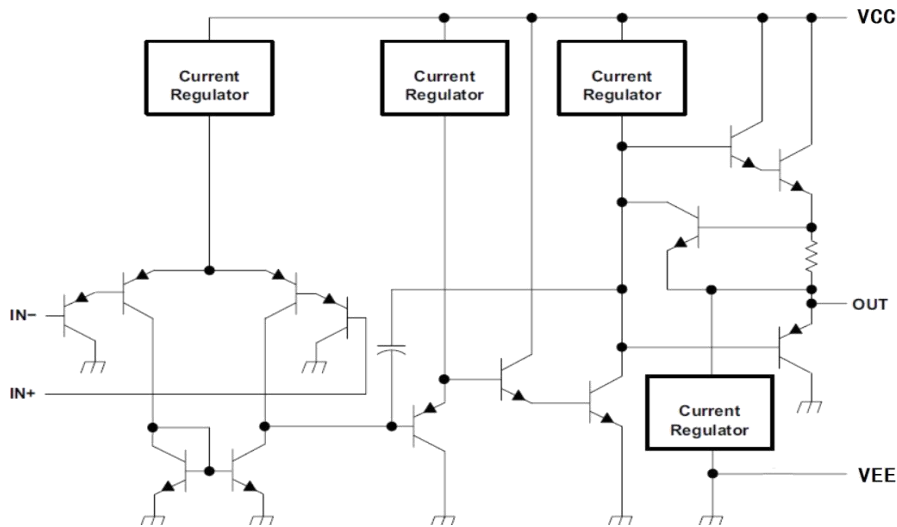 VCC
Current
Regulator
Current
Regulator
Current
Regulator
IN−
OUT
IN+
Current
Regulator
VEE